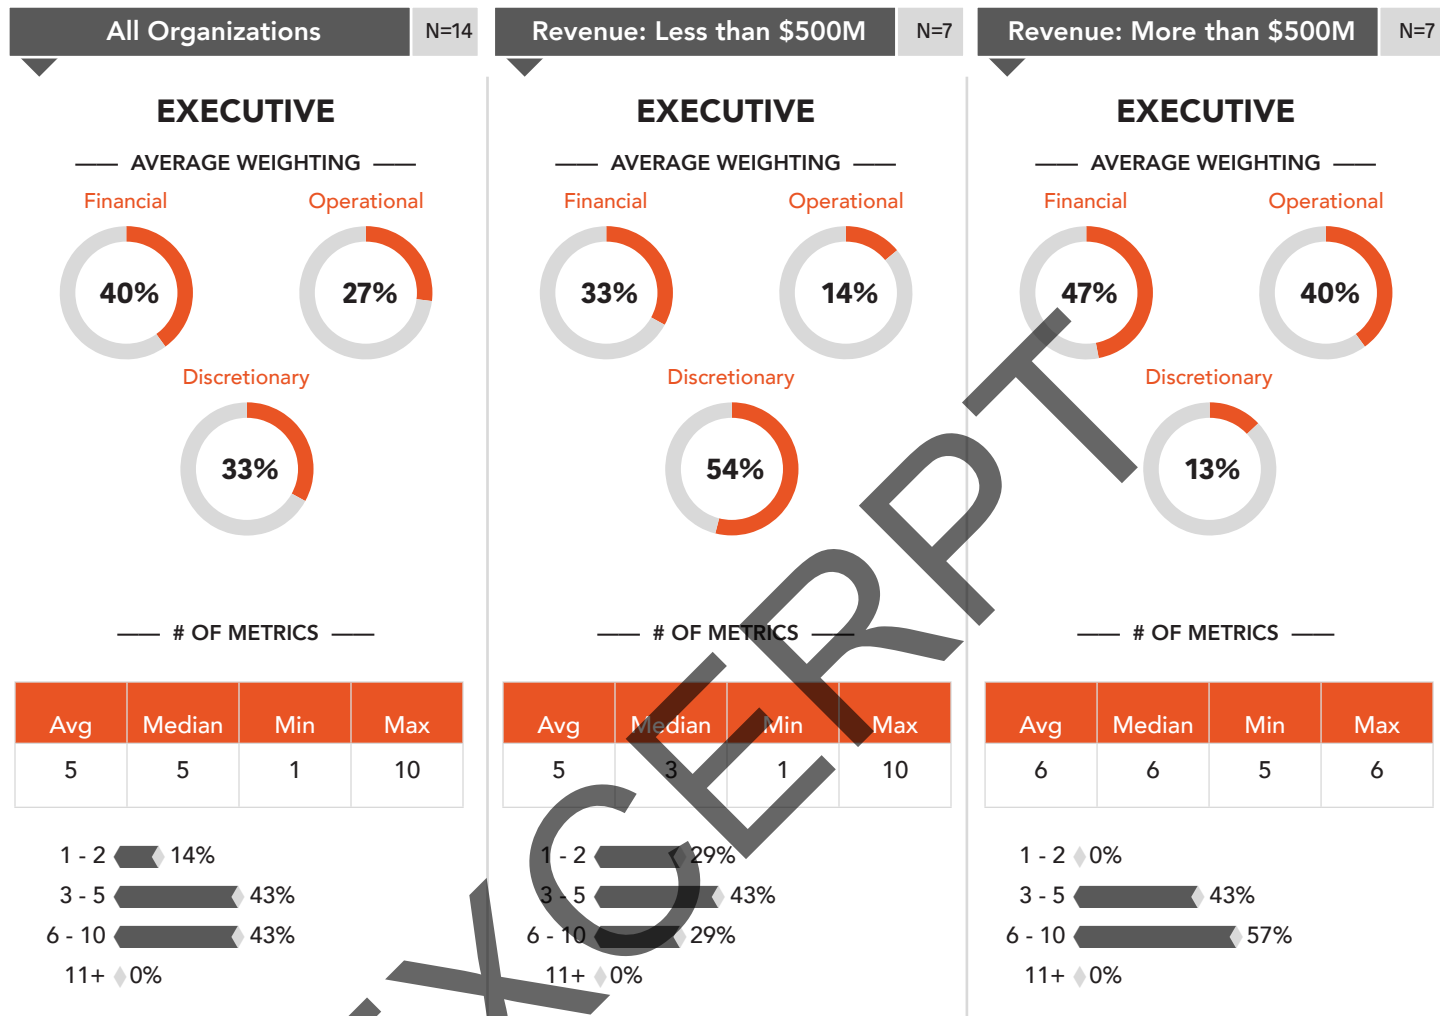 All Organizations N=14
EXECUTIVE
AVERAGE WEIGHTING
Financial Operational
40% 27%
Discretionary
33%
# OF METRICS
Avg Median Min Max
5 5 1 10
1 - 2 14%
3 - 5 43%
6 - 10 43%
11+ 0%
Revenue: Less than $500M N=7
EXECUTIVE
AVERAGE WEIGHTING
Financial Operational
33% 14%
Discretionary
54%
# OF METRICS
Avg Median Min Max
5 3 1 10
1 - 2 29%
3 - 5 43%
6 - 10 29%
11+ 0%
Revenue: More than $500M N=7
EXECUTIVE
AVERAGE WEIGHTING
Financial Operational
47% 40%
Discretionary
13%
# OF METRICS
Avg Median Min Max
6 6 5 6
1 - 2 0%
3 - 5 43%
6 - 10 57%
11+ 0%
EXCERPT